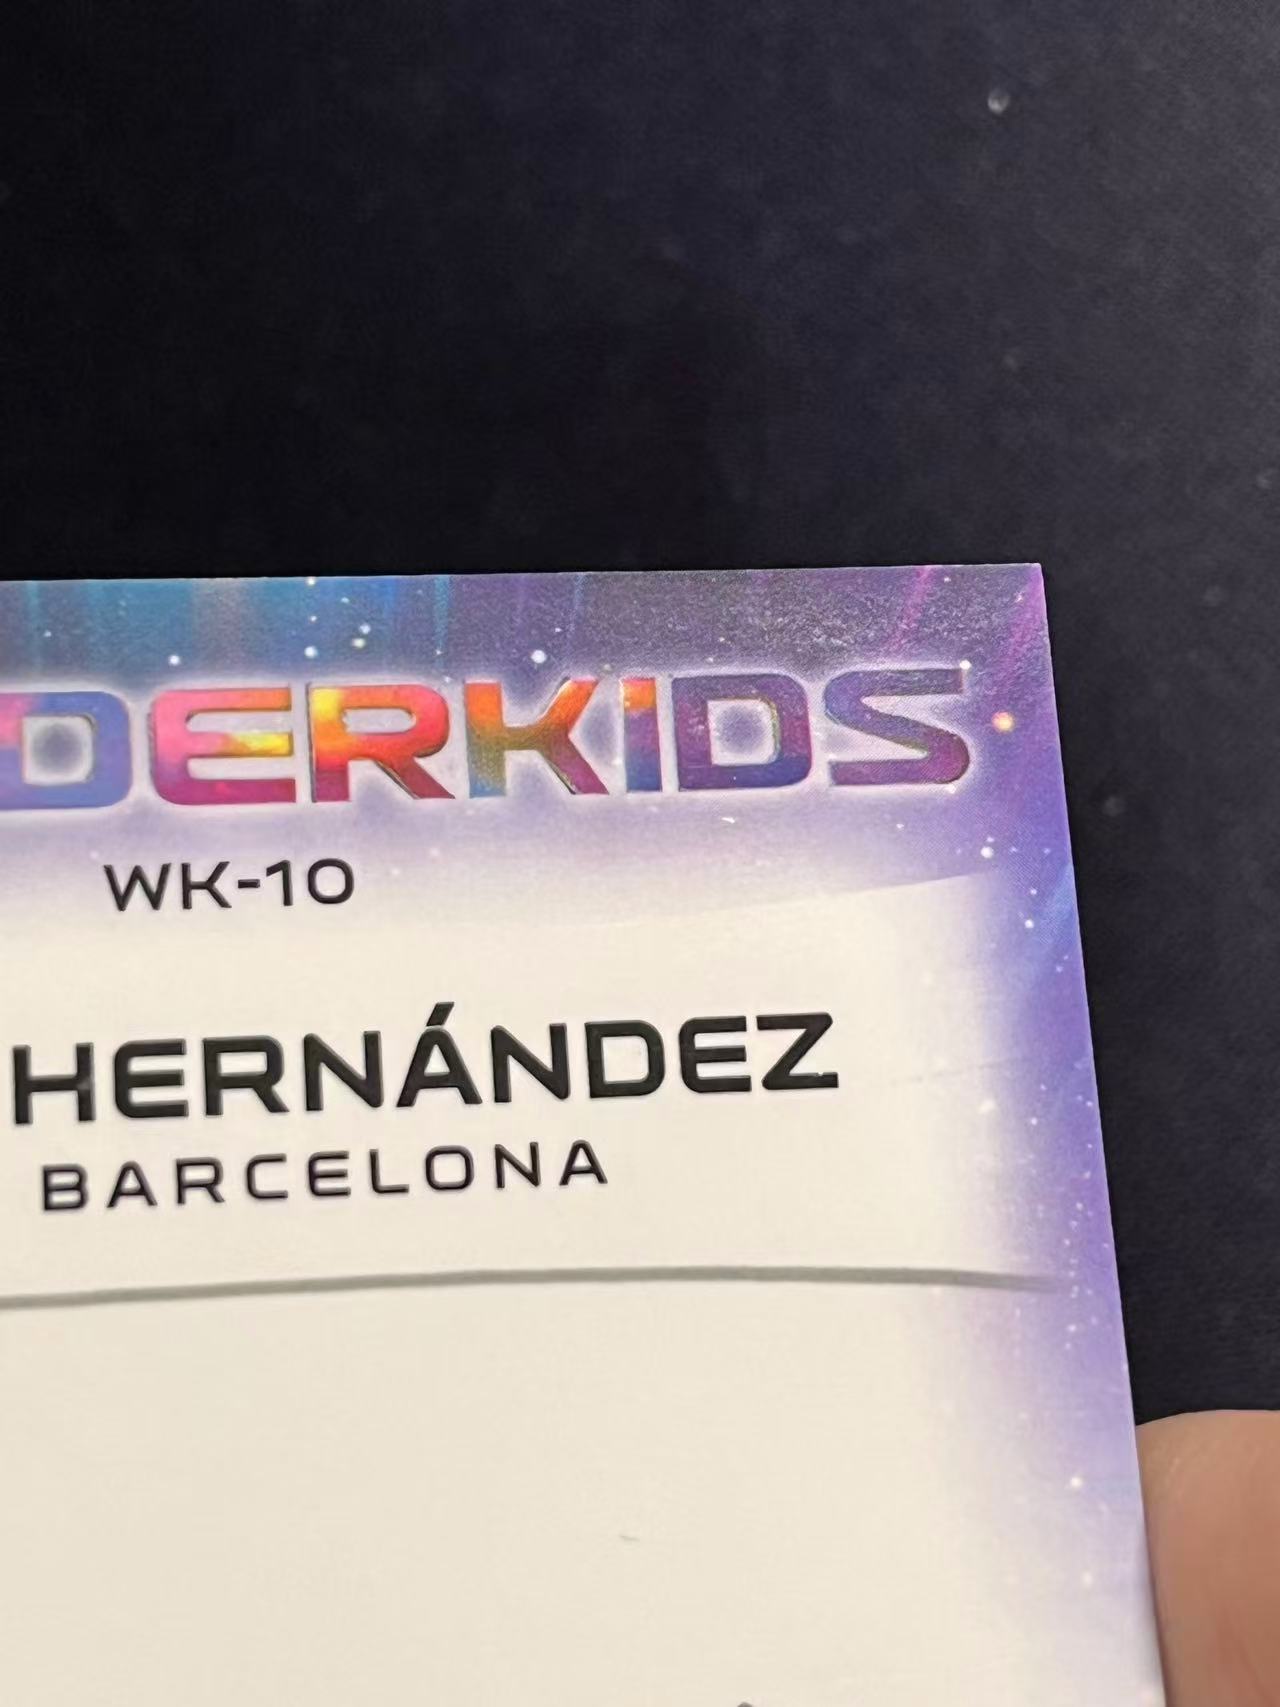 DERKIDS
WK-10
HERNÁNDEZ
BARCELONA